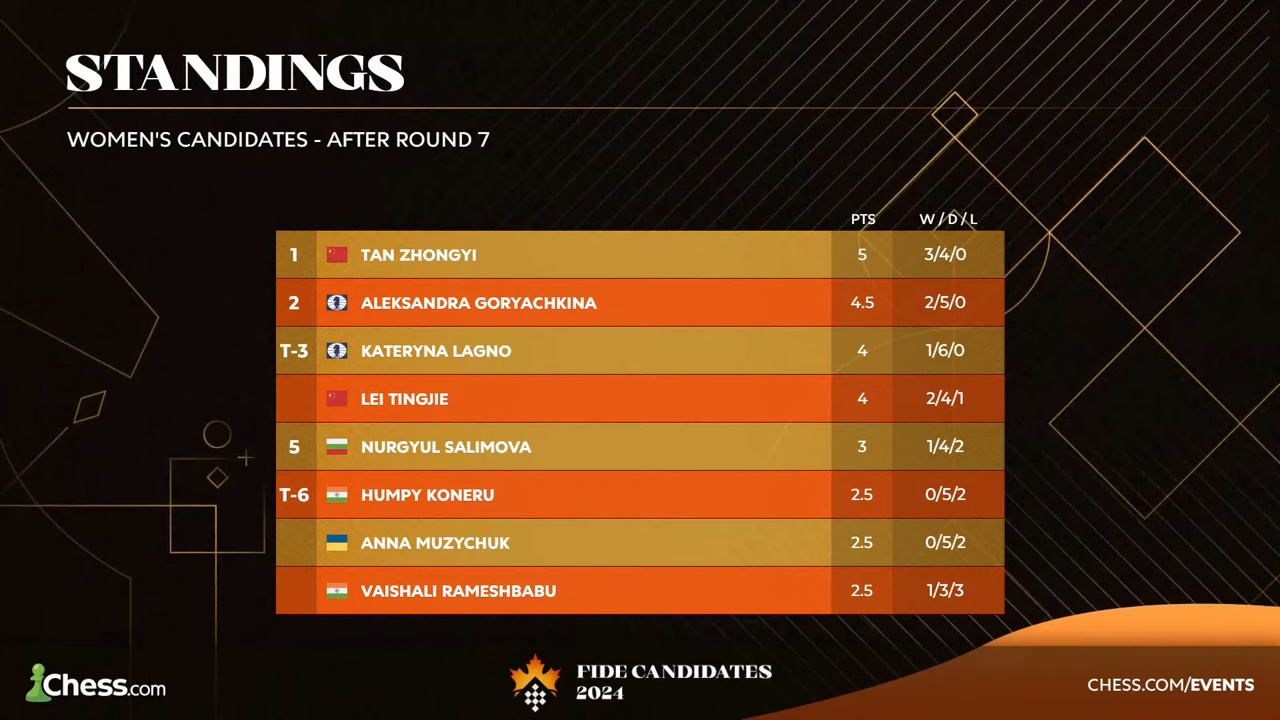 STANDINGS
WOMEN'S CANDIDATES - AFTER ROUND 7
PTS W / D / L
1 TAN ZHONGYI 5 3/4/0
2 ALEKSANDRA GORYACHKINA 4.5 2/5/0
T-3 KATERYNA LAGNO 4 1/6/0
LEI TINGJIE 4 2/4/1
5 NURGYUL SALIMOVA 3 1/4/2
T-6 HUMPY KONERU 2.5 0/5/2
ANNA MUZYCHUK 2.5 0/5/2
VAISHALI RAMESHBABU 2.5 1/3/3
Chess.com
FIDE CANDIDATES
2024
CHESS.COM/EVENTS